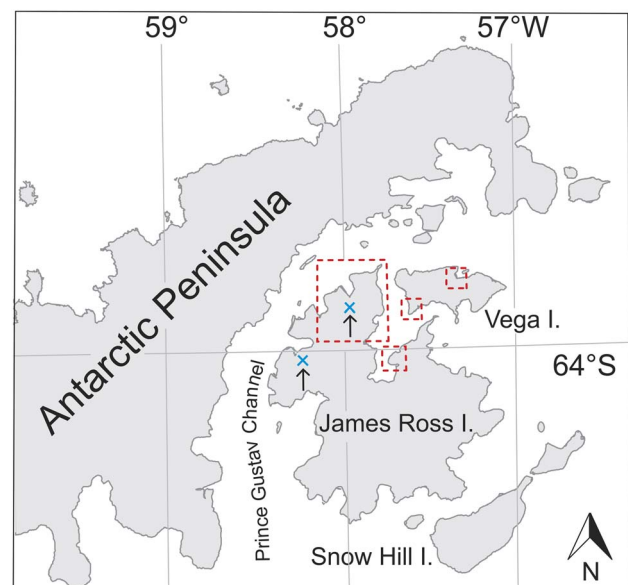 59°
58°
57°W
Antarctic Peninsula
Vega I.
64°S
Prince Gustav Channel
James Ross I.
Snow Hill I.
N